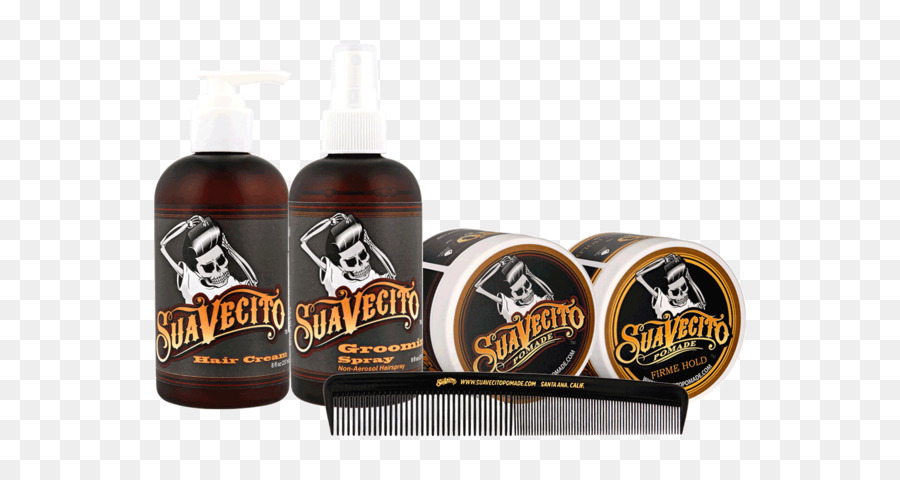 SUAVECITO
Hair Cream
SUAVECITO
Spray
Non-Aerosol Hairspray
SUAVECITO
POMADE
SUAVECITO
POMADE
FIRME HOLD
Suavecito WWW.SUAVECITOPOMADE.COM SANTA ANA, CALIF.